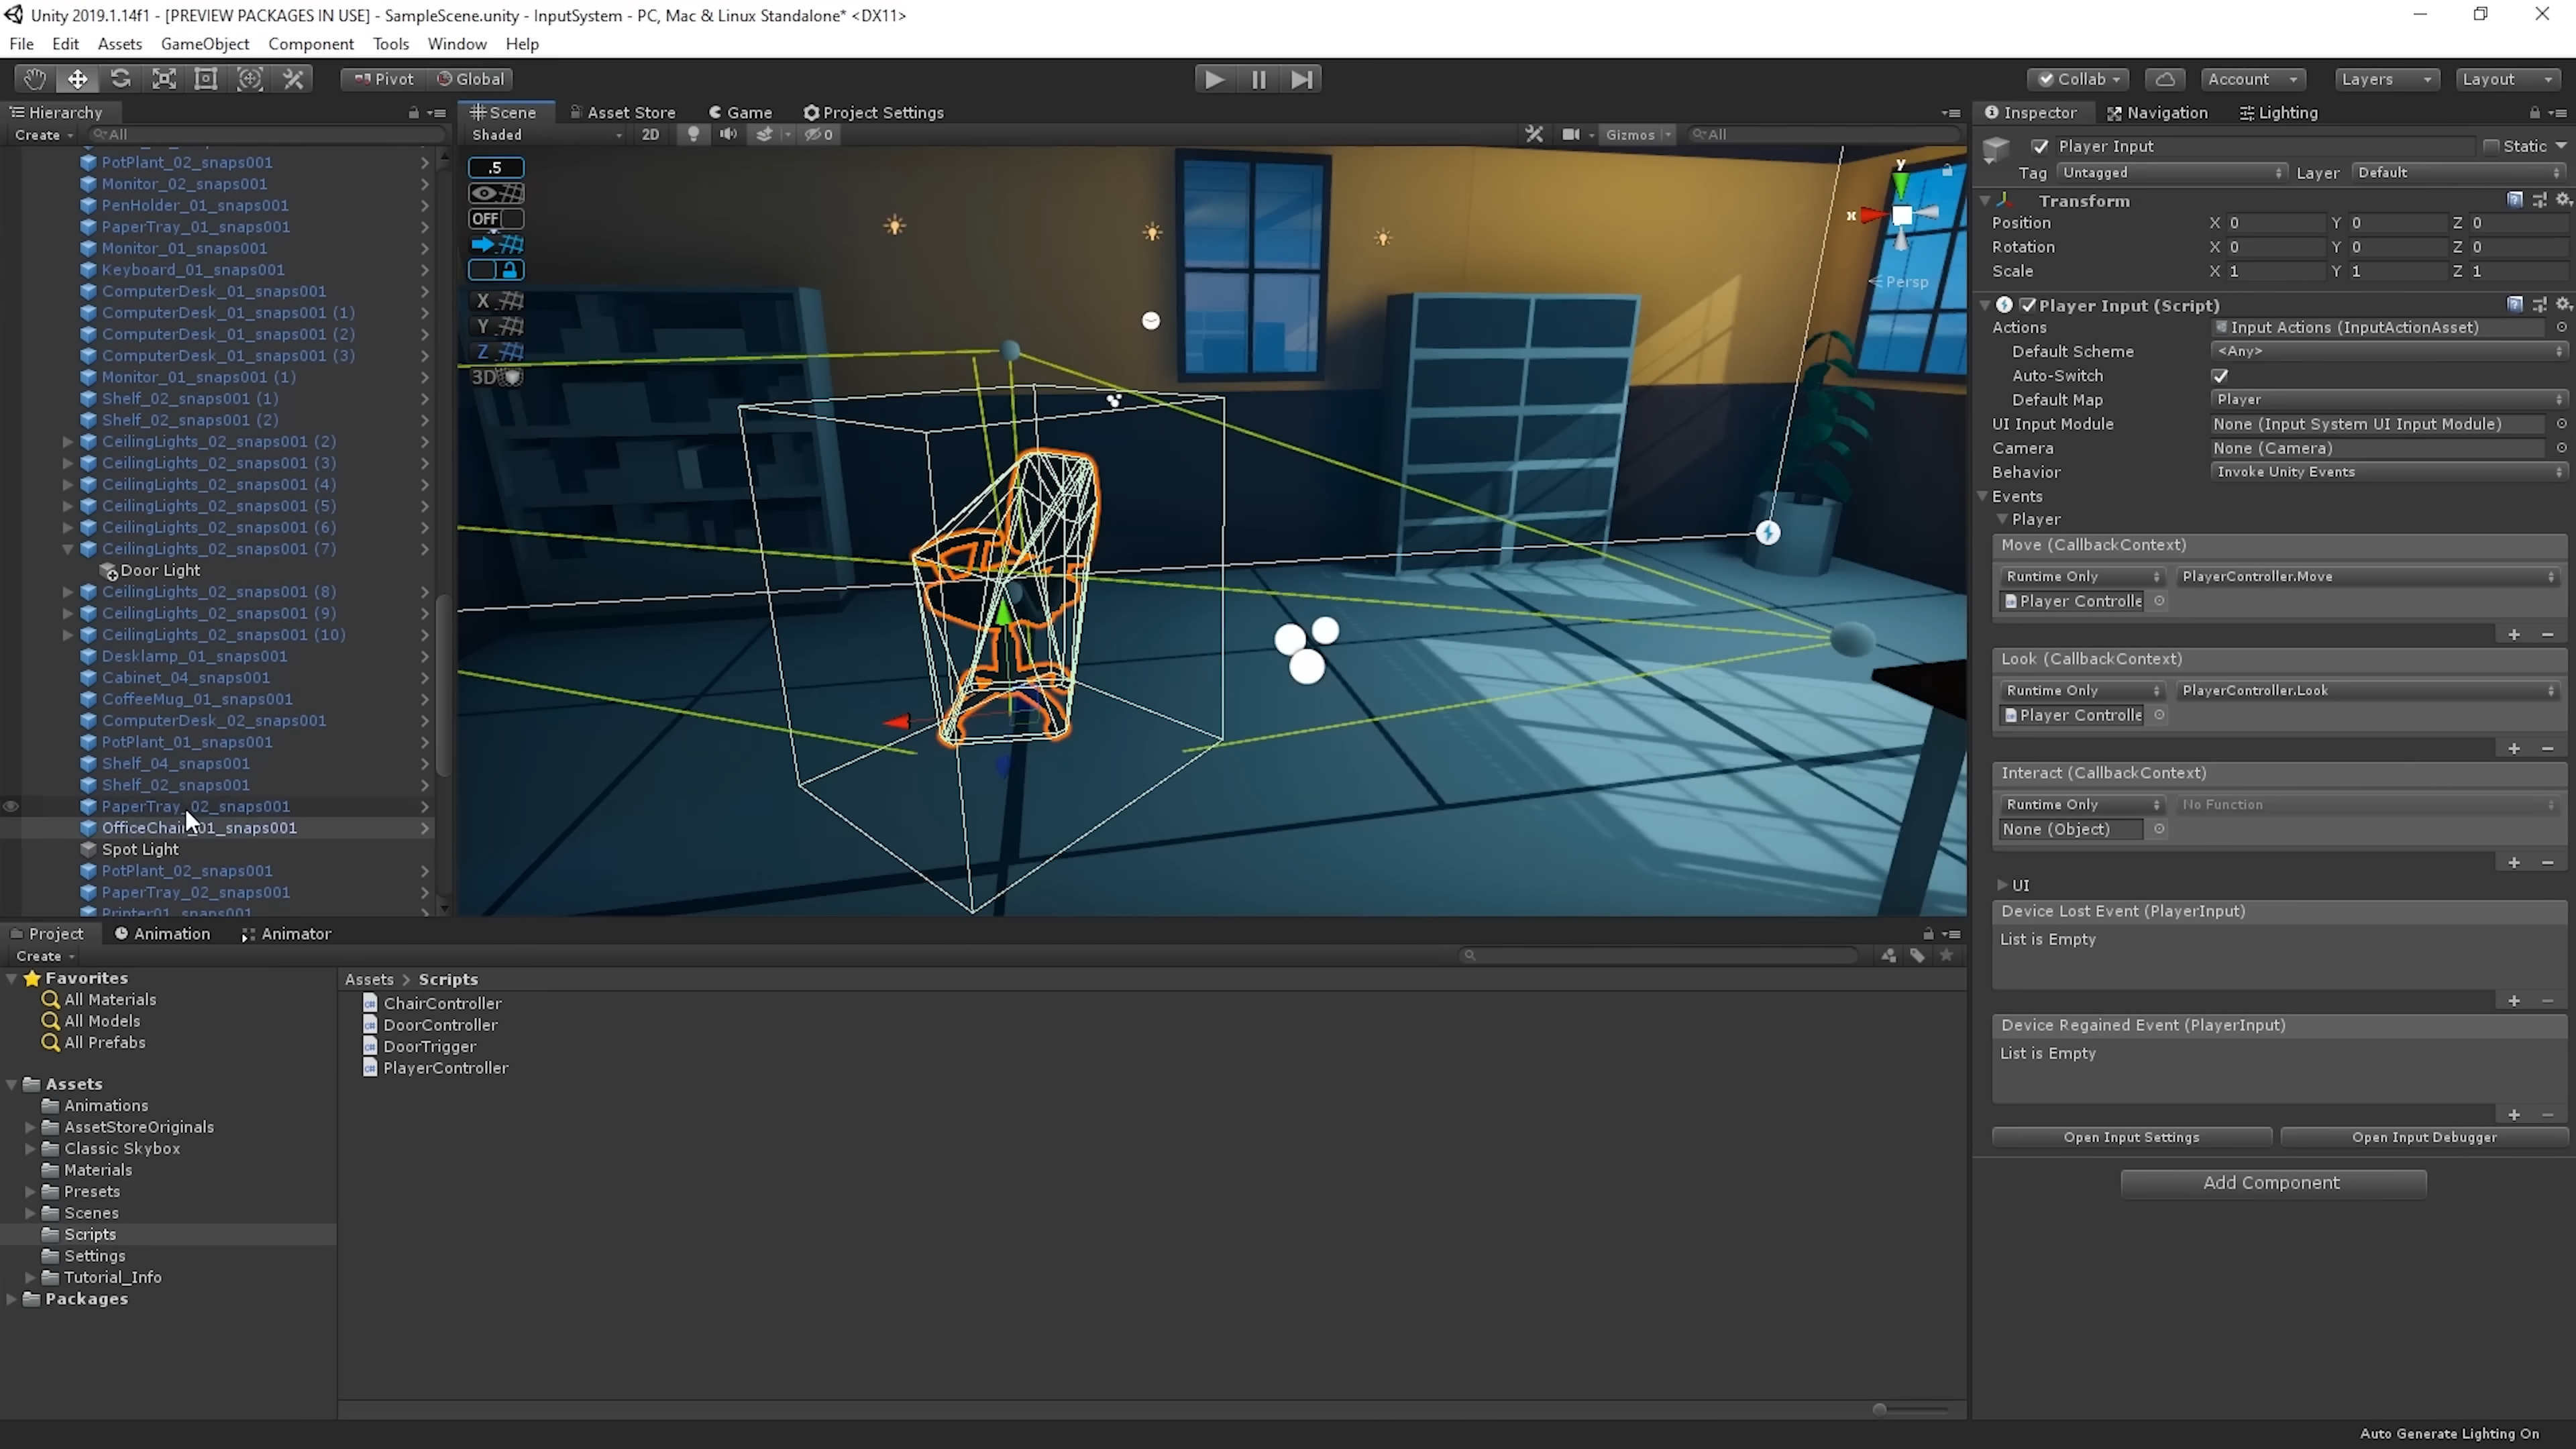 Unity 2019.1.14f1 - [PREVIEW PACKAGES IN USE] - SampleScene.unity - InputSystem - PC, Mac & Linux Standalone* <DX11>
File Edit Assets GameObject Component Tools Window Help
Pivot Global Collab Account Layers Layout
Hierarchy
Create All
PotPlant_02_snaps001
Monitor_02_snaps001
PenHolder_01_snaps001
PaperTray_01_snaps001
Monitor_01_snaps001
Keyboard_01_snaps001
ComputerDesk_01_snaps001
ComputerDesk_01_snaps001 (1)
ComputerDesk_01_snaps001 (2)
ComputerDesk_01_snaps001 (3)
Monitor_01_snaps001 (1)
Shelf_02_snaps001 (1)
Shelf_02_snaps001 (2)
CeilingLights_02_snaps001 (2)
CeilingLights_02_snaps001 (3)
CeilingLights_02_snaps001 (4)
CeilingLights_02_snaps001 (5)
CeilingLights_02_snaps001 (6)
CeilingLights_02_snaps001 (7)
Door Light
CeilingLights_02_snaps001 (8)
CeilingLights_02_snaps001 (9)
CeilingLights_02_snaps001 (10)
Desklamp_01_snaps001
Cabinet_04_snaps001
CoffeeMug_01_snaps001
ComputerDesk_02_snaps001
PotPlant_01_snaps001
Shelf_04_snaps001
Shelf_02_snaps001
PaperTray_02_snaps001
OfficeChair_01_snaps001
Spot Light
PotPlant_02_snaps001
PaperTray_02_snaps001
Printer01_snaps001
Scene Asset Store Game Project Settings
Shaded 2D 0 Gizmos All
.5
OFF
X
Y
Z
3D
y
x
Persp
Inspector Navigation Lighting
Player Input Static
Tag Untagged Layer Default
Transform
Position X 0 Y 0 Z 0
Rotation X 0 Y 0 Z 0
Scale X 1 Y 1 Z 1
Player Input (Script)
Actions Input Actions (InputActionAsset)
Default Scheme <Any>
Auto-Switch
Default Map Player
UI Input Module None (Input System UI Input Module)
Camera None (Camera)
Behavior Invoke Unity Events
Events
Player
Move (CallbackContext)
Runtime Only PlayerController.Move
Player Controlle
+ −
Look (CallbackContext)
Runtime Only PlayerController.Look
Player Controlle
+ −
Interact (CallbackContext)
Runtime Only No Function
None (Object)
+ −
UI
Device Lost Event (PlayerInput)
List is Empty
+ −
Device Regained Event (PlayerInput)
List is Empty
+ −
Open Input Settings Open Input Debugger
Add Component
Project Animation Animator
Create
Favorites
All Materials
All Models
All Prefabs
Assets
Animations
AssetStoreOriginals
Classic Skybox
Materials
Presets
Scenes
Scripts
Settings
Tutorial_Info
Packages
Assets > Scripts
ChairController
DoorController
DoorTrigger
PlayerController
Auto Generate Lighting On